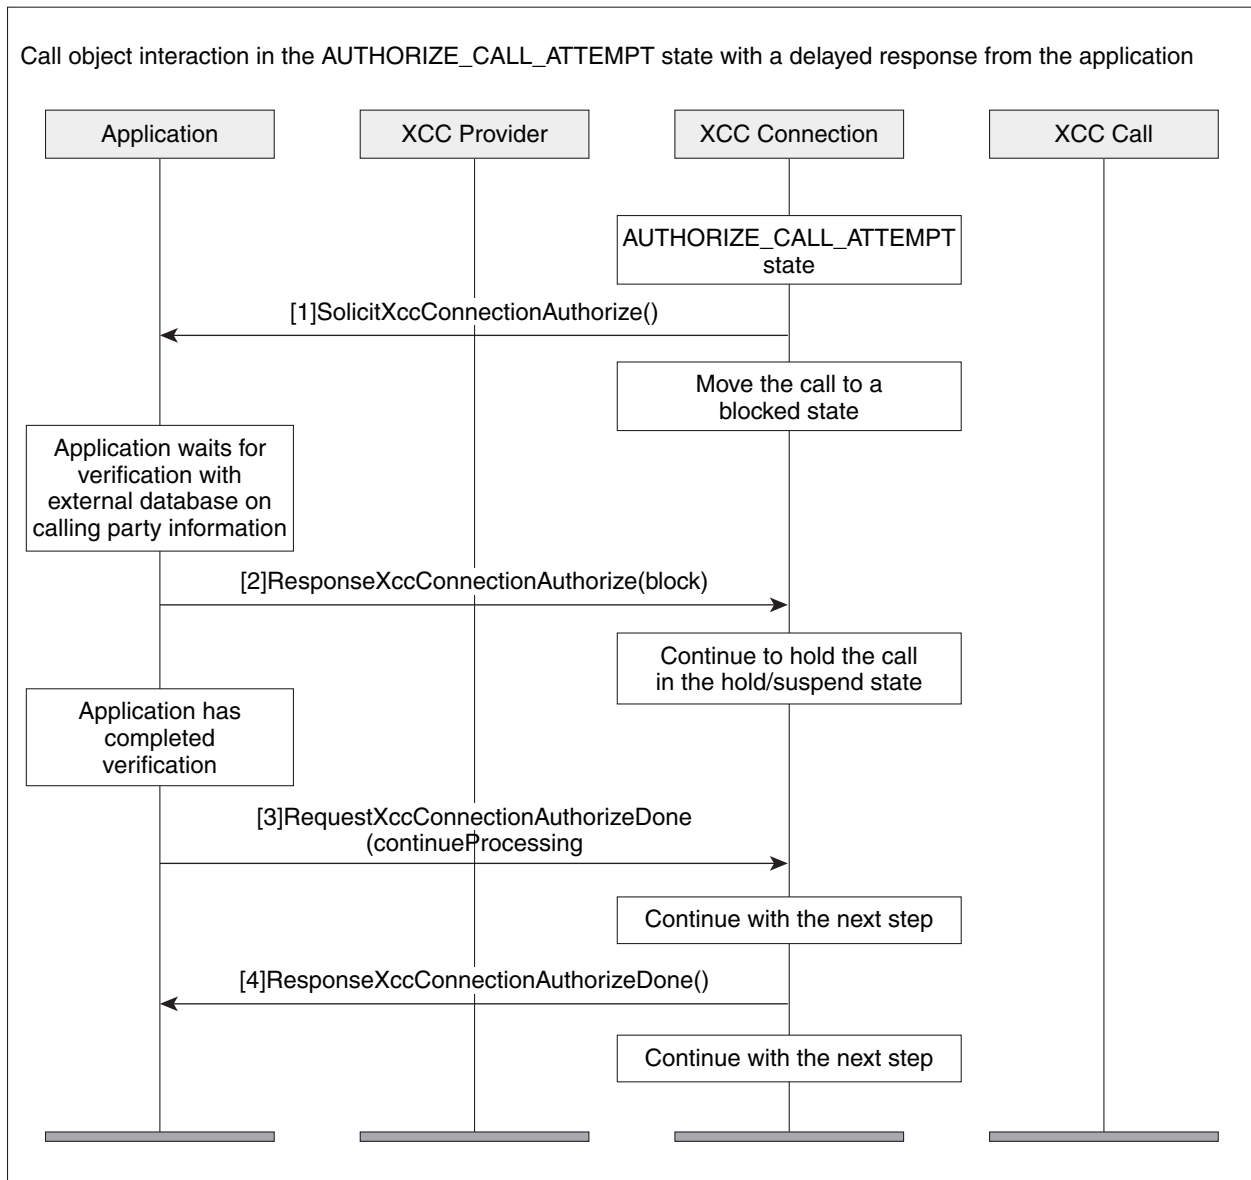 Call object interaction in the AUTHORIZE_CALL_ATTEMPT state with a delayed response from the application
Application
XCC Provider
XCC Connection
XCC Call
AUTHORIZE_CALL_ATTEMPT
state
[1]SolicitXccConnectionAuthorize()
Move the call to a
blocked state
Application waits for
verification with
external database on
calling party information
[2]ResponseXccConnectionAuthorize(block)
Continue to hold the call
in the hold/suspend state
Application has
completed
verification
[3]RequestXccConnectionAuthorizeDone
(continueProcessing
Continue with the next step
[4]ResponseXccConnectionAuthorizeDone()
Continue with the next step